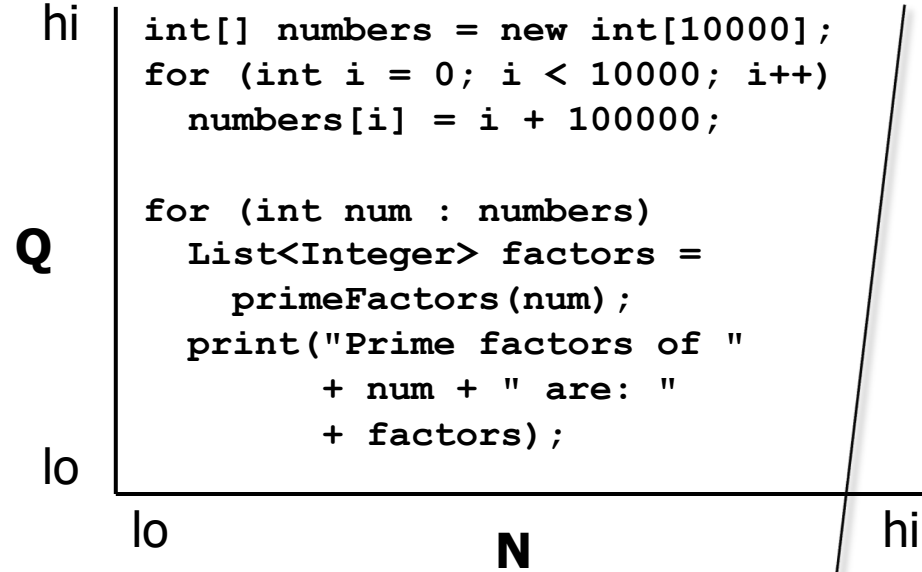 hi
int[] numbers = new int[10000];
for (int i = 0; i < 10000; i++)
numbers[i] = i + 100000;
for (int num : numbers)
Q
List<Integer> factors =
primeFactors(num);
print("Prime factors of "
+ num + " are: "
+ factors);
lo
lo
N
hi